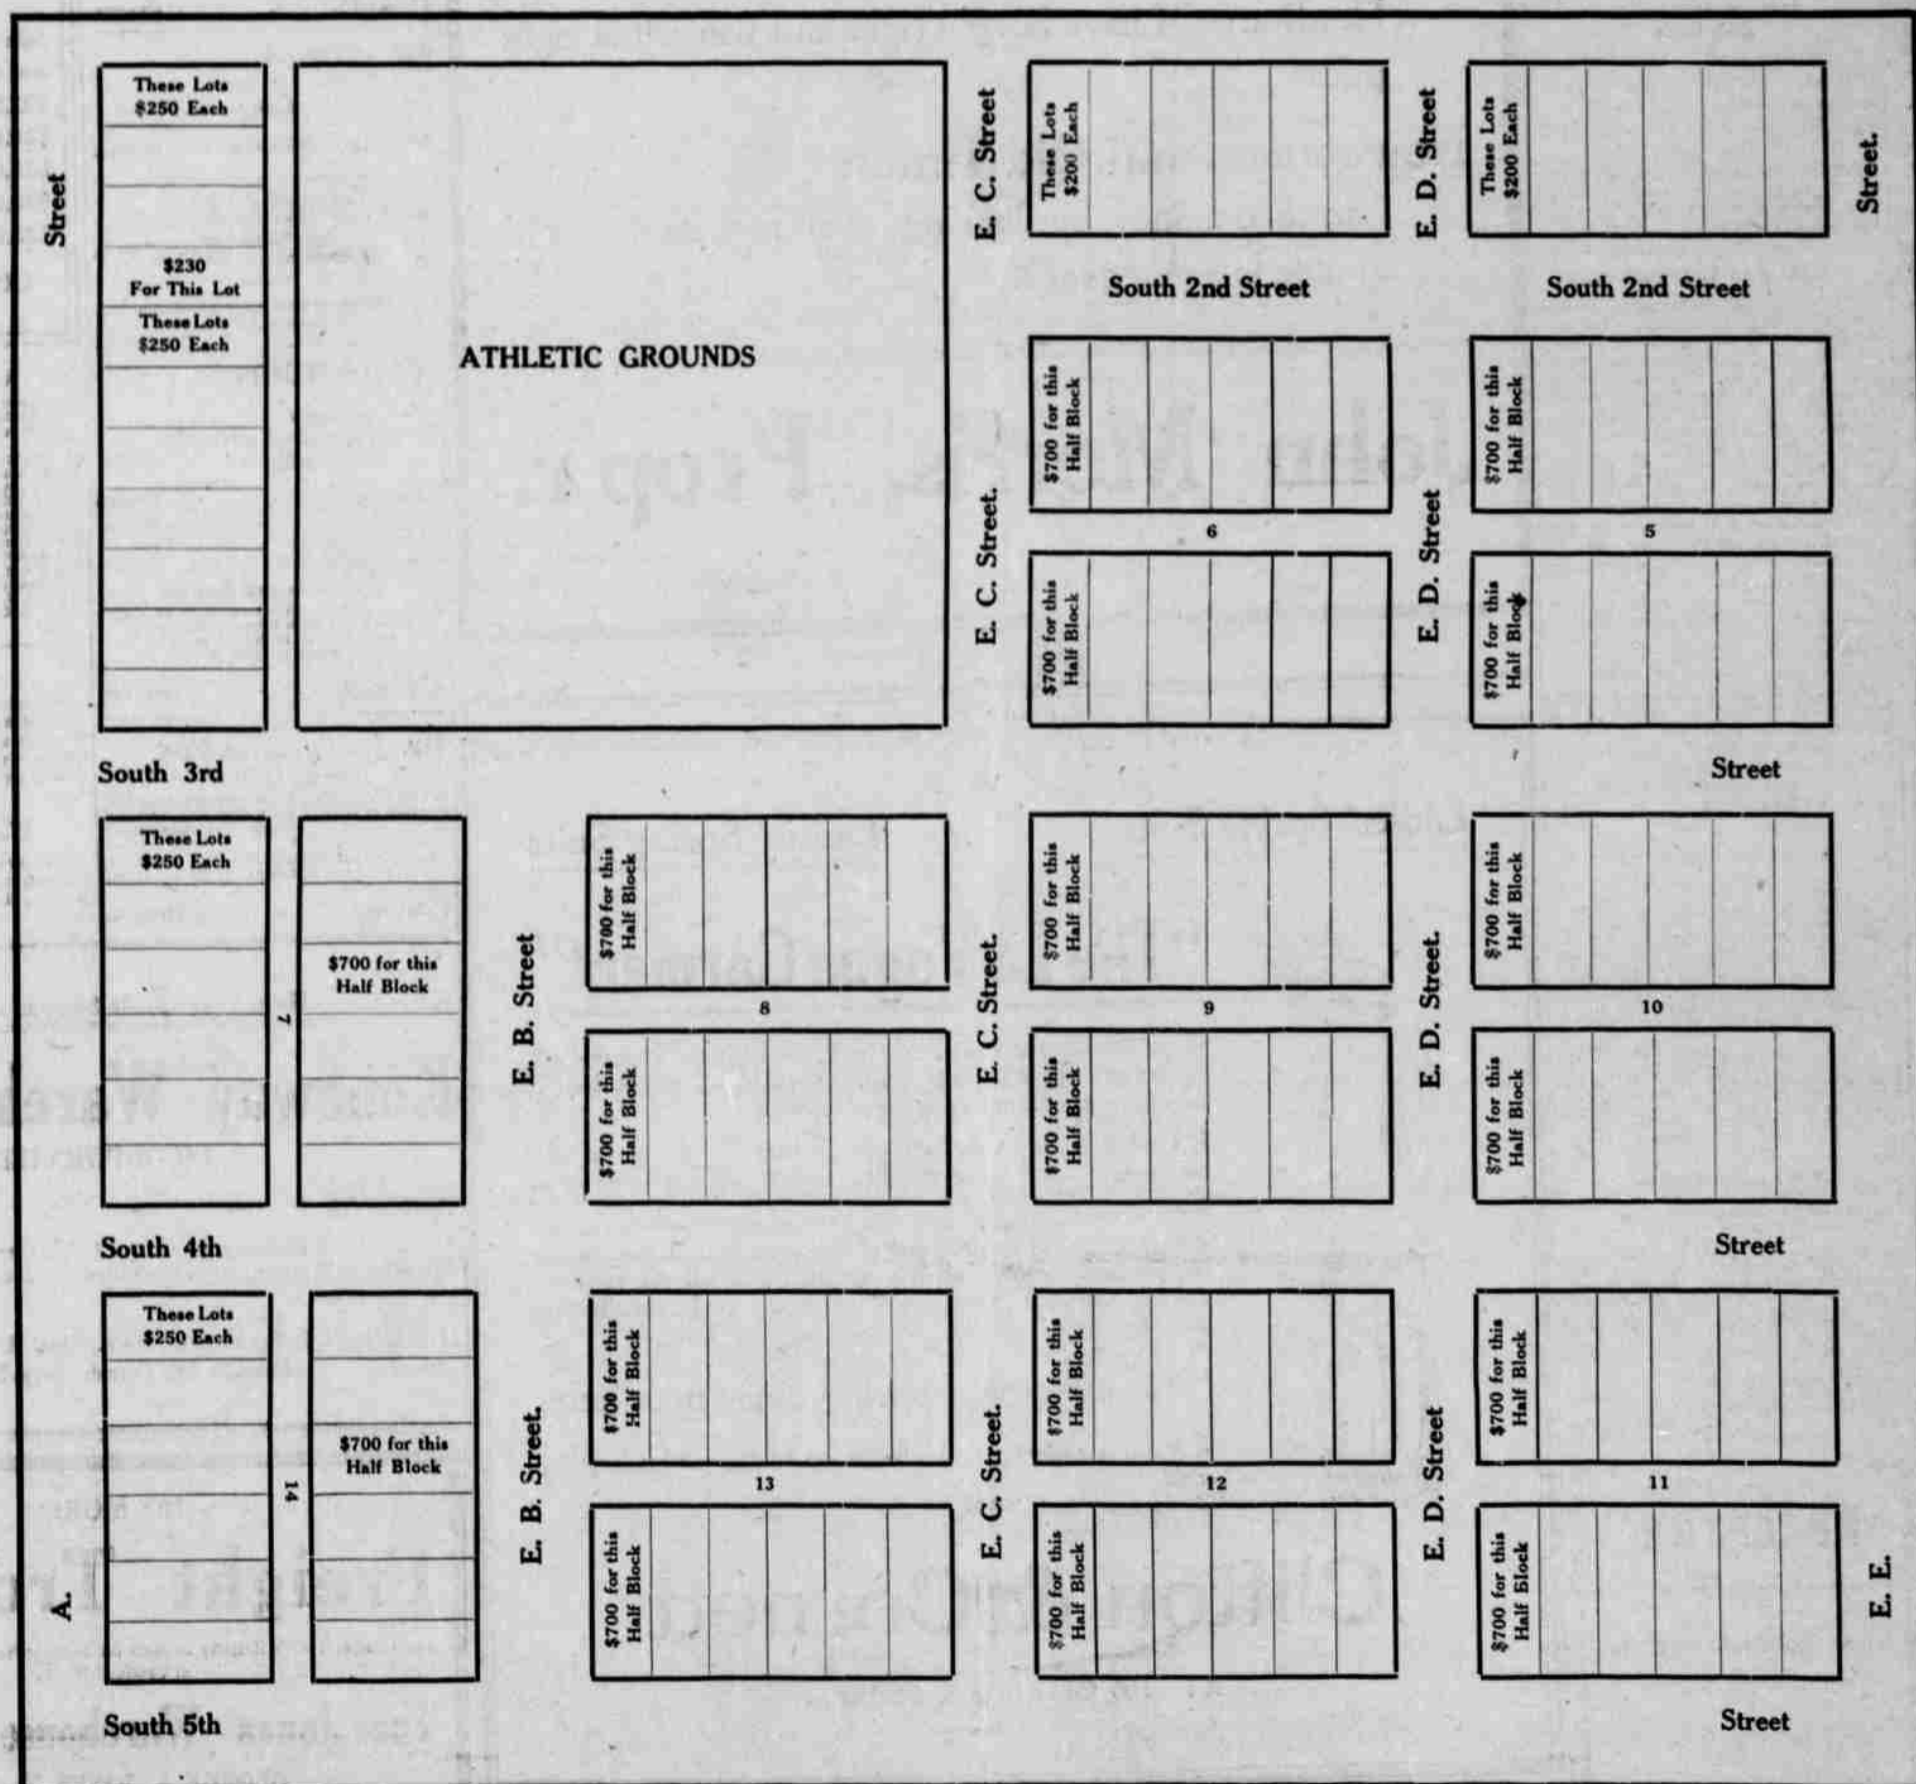 These Lots
$250 Each
Street
$230
For This Lot
These Lots
$250 Each
ATHLETIC GROUNDS
E. C. Street
These Lots
$200 Each
E. D. Street
These Lots
$200 Each
Street.
South 2nd Street
South 2nd Street
$700 for this
Half Block
$700 for this
Half Block
6
5
E. C. Street.
E. D. Street
$700 for this
Half Block
$700 for this
Half Block
South 3rd
Street
These Lots
$250 Each
7
$700 for this
Half Block
E. B. Street
$700 for this
Half Block
8
$700 for this
Half Block
E. C. Street.
$700 for this
Half Block
9
$700 for this
Half Block
E. D. Street.
$700 for this
Half Block
10
$700 for this
Half Block
South 4th
Street
These Lots
$250 Each
14
$700 for this
Half Block
E. B. Street.
$700 for this
Half Block
13
$700 for this
Half Block
E. C. Street.
$700 for this
Half Block
12
$700 for this
Half Block
E. D. Street
$700 for this
Half Block
11
$700 for this
Half Block
A.
E. E.
South 5th
Street